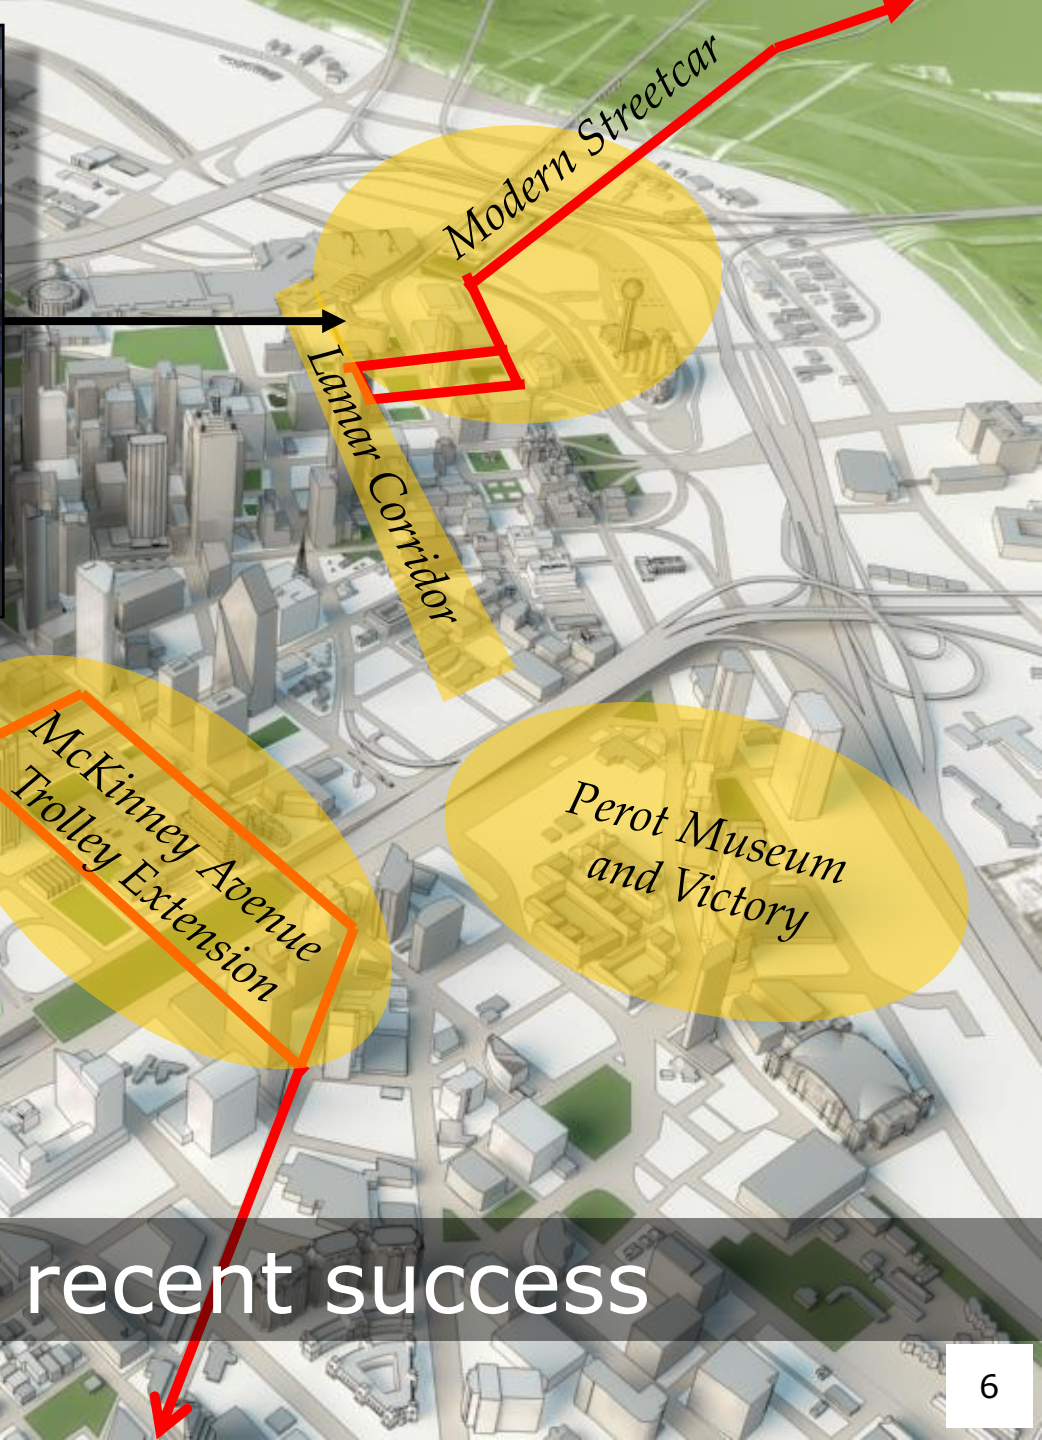 Modern Streetcar
Lamar Corridor
McKinney Avenue
Trolley Extension
Perot Museum
and Victory
recent success
6